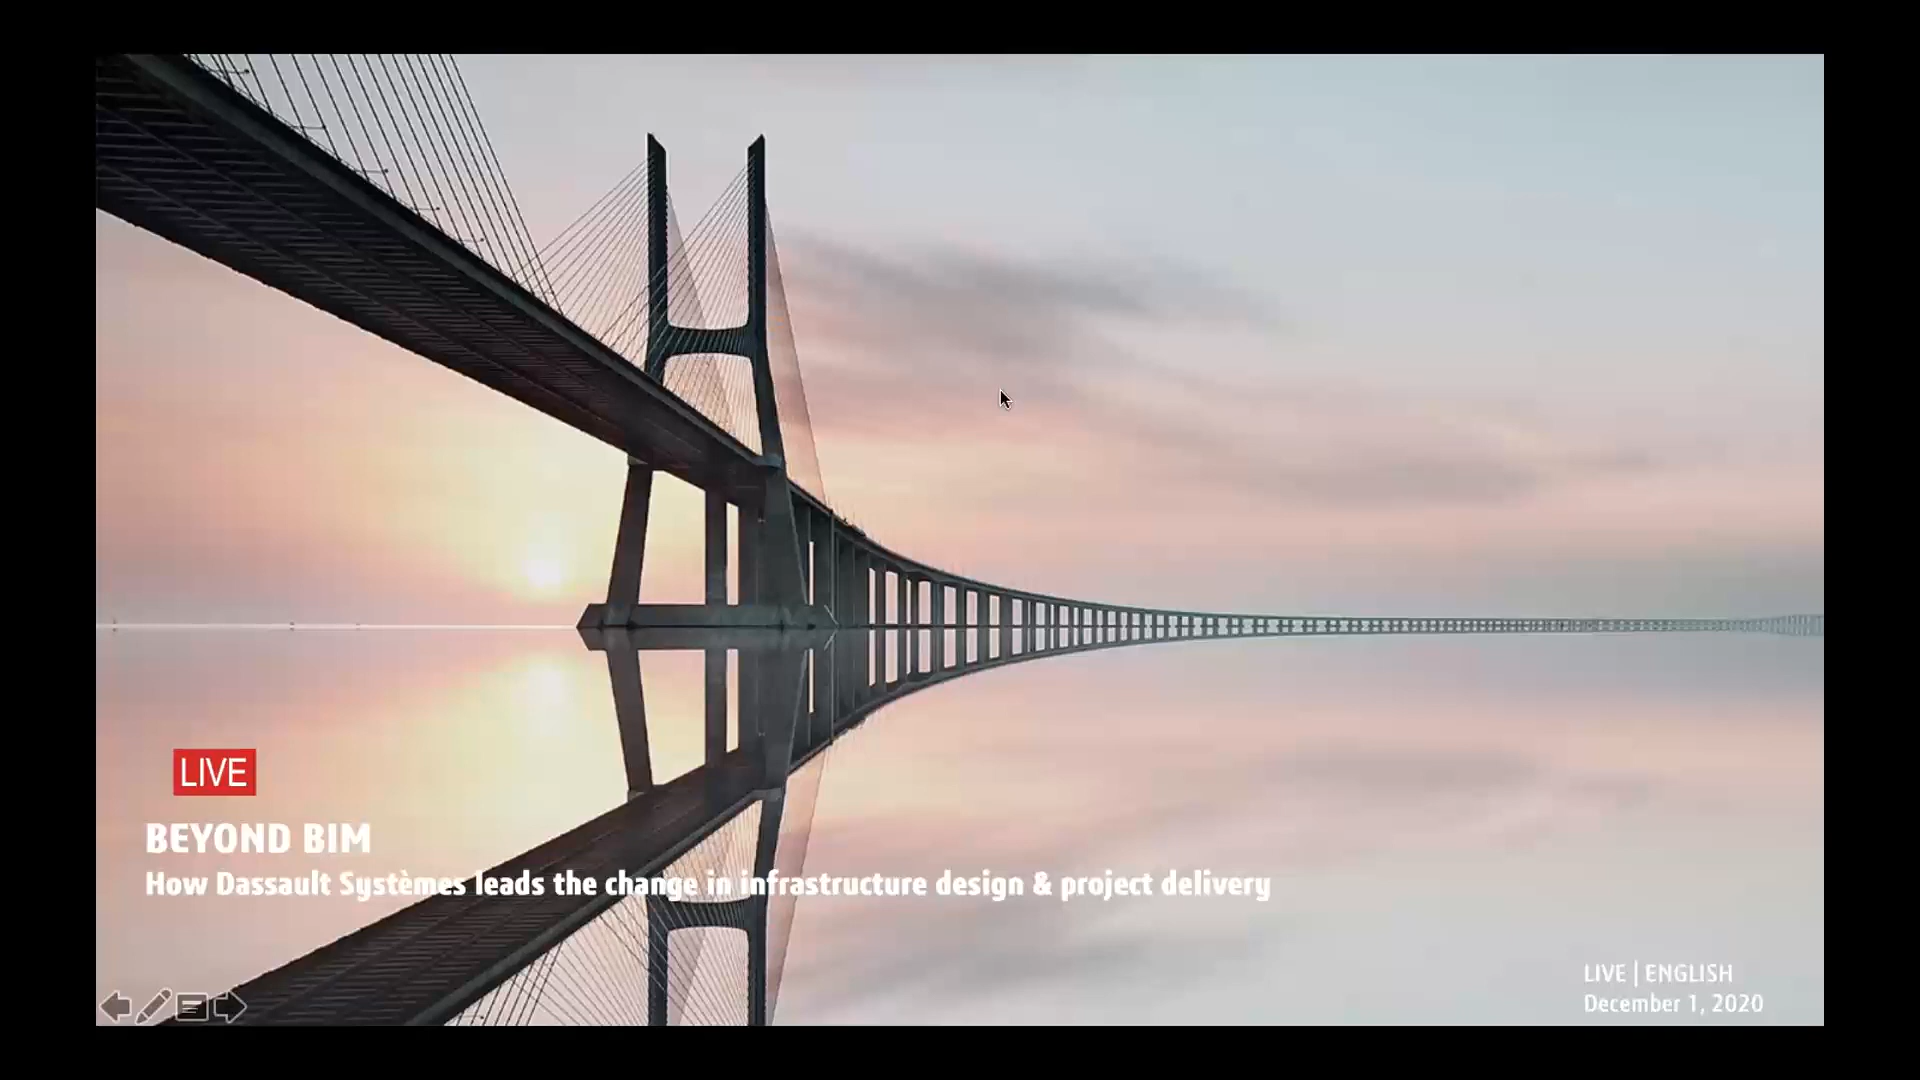 LIVE
BEYOND BIM
How Dassault Systèmes leads the change in infrastructure design & project delivery
LIVE | ENGLISH
December 1, 2020